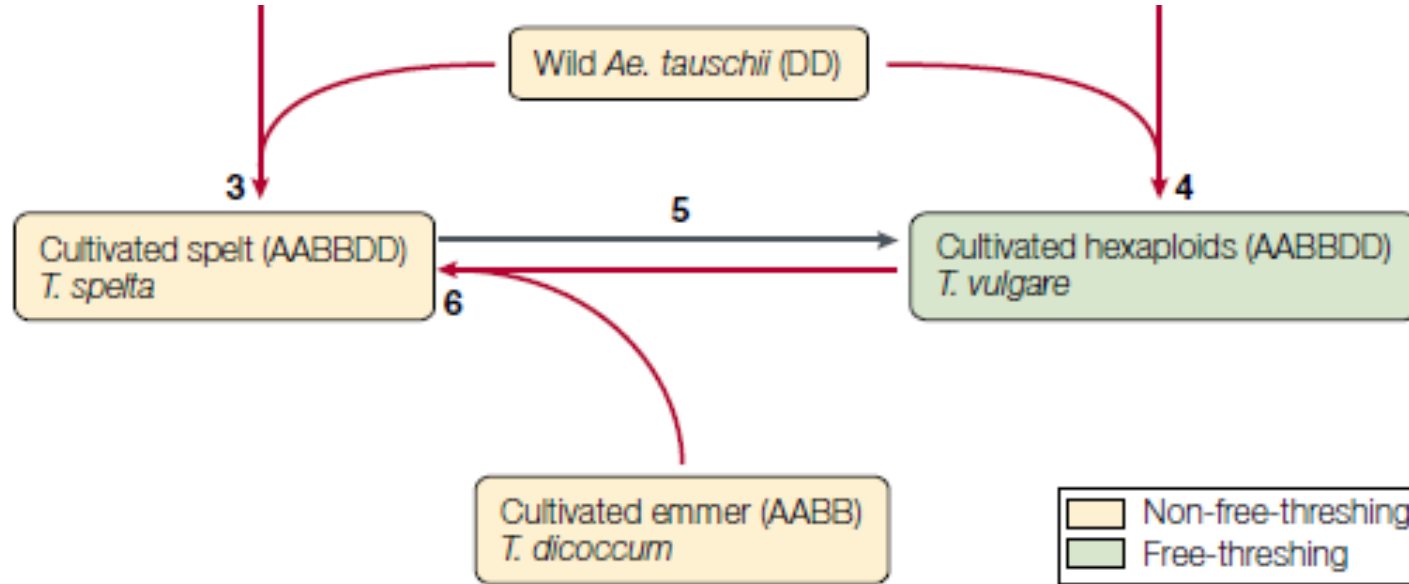 Wild Ae. tauschii (DD)
3
4
5
Cultivated spelt (AABBDD)
T. spelta
Cultivated hexaploids (AABBDD)
T. vulgare
6
Cultivated emmer (AABB)
T. dicoccum
Non-free-threshing
Free-threshing